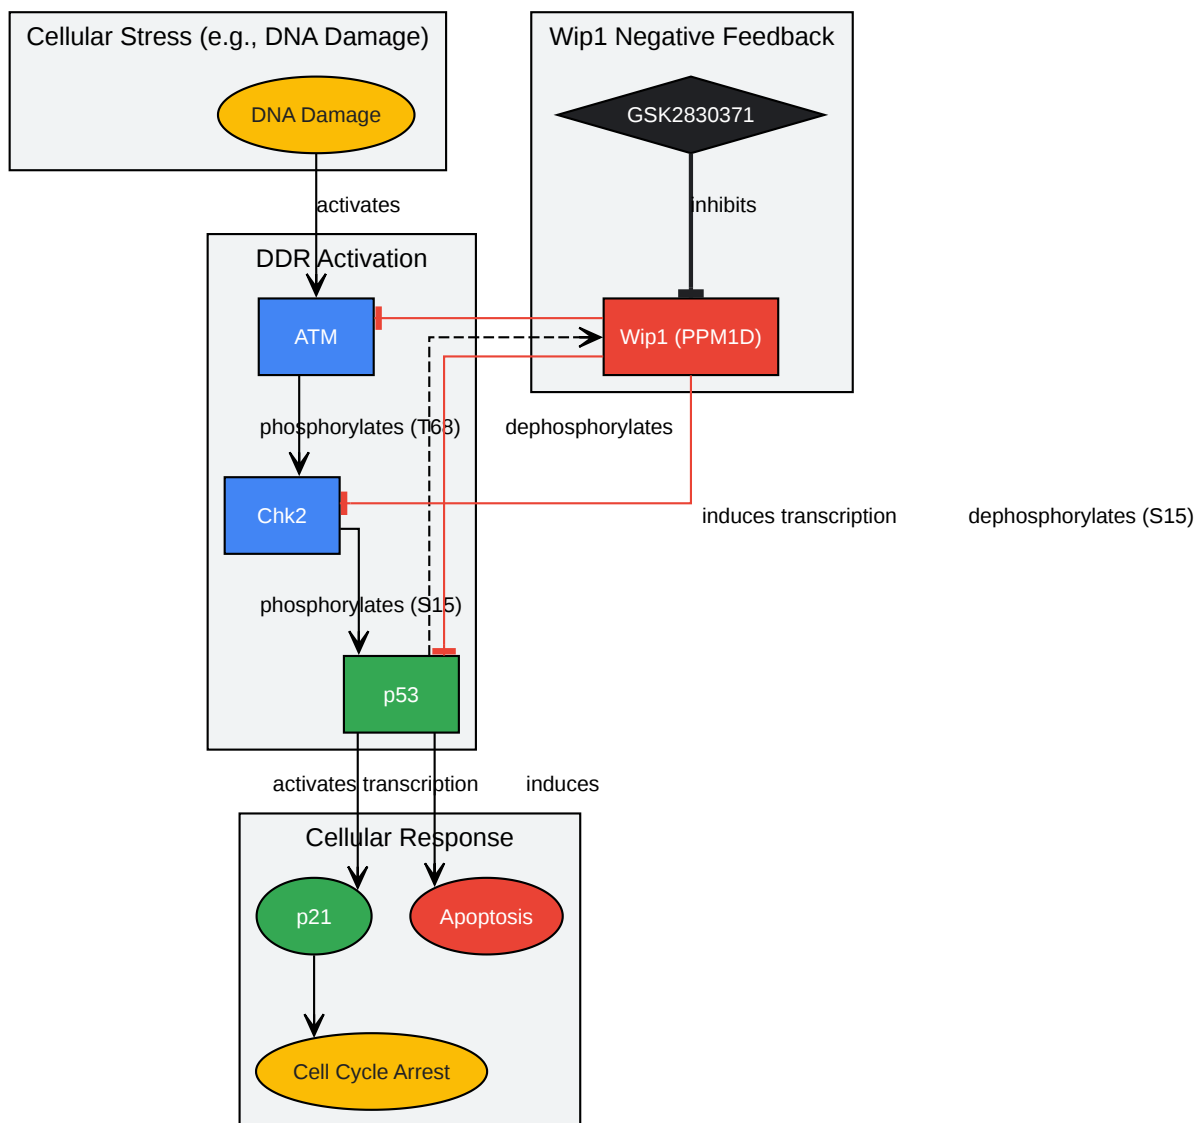 Cellular Stress (e.g., DNA Damage)
Wip1 Negative Feedback
DNA Damage
GSK2830371
activates
inhibits
DDR Activation
ATM
Wip1 (PPM1D)
phosphorylates (T68)
dephosphorylates
Chk2
induces transcription
dephosphorylates (S15)
phosphorylates (S15)
p53
activates transcription
induces
Cellular Response
p21
Apoptosis
Cell Cycle Arrest